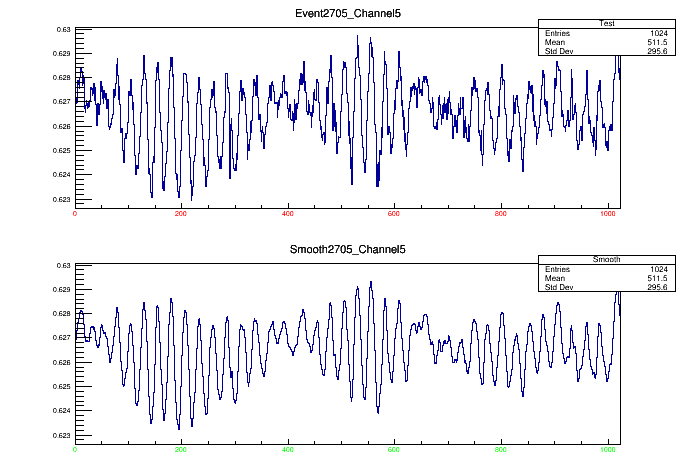 Event2705_Channel5
Test
Entries 1024
Mean 511.5
Std Dev 295.6
0.63
0.629
0.628
0.627
0.626
0.625
0.624
0.623
0 200 400 600 800 1000
Smooth2705_Channel5
Smooth
Entries 1024
Mean 511.5
Std Dev 295.6
0.63
0.629
0.628
0.627
0.626
0.625
0.624
0.623
0 200 400 600 800 1000